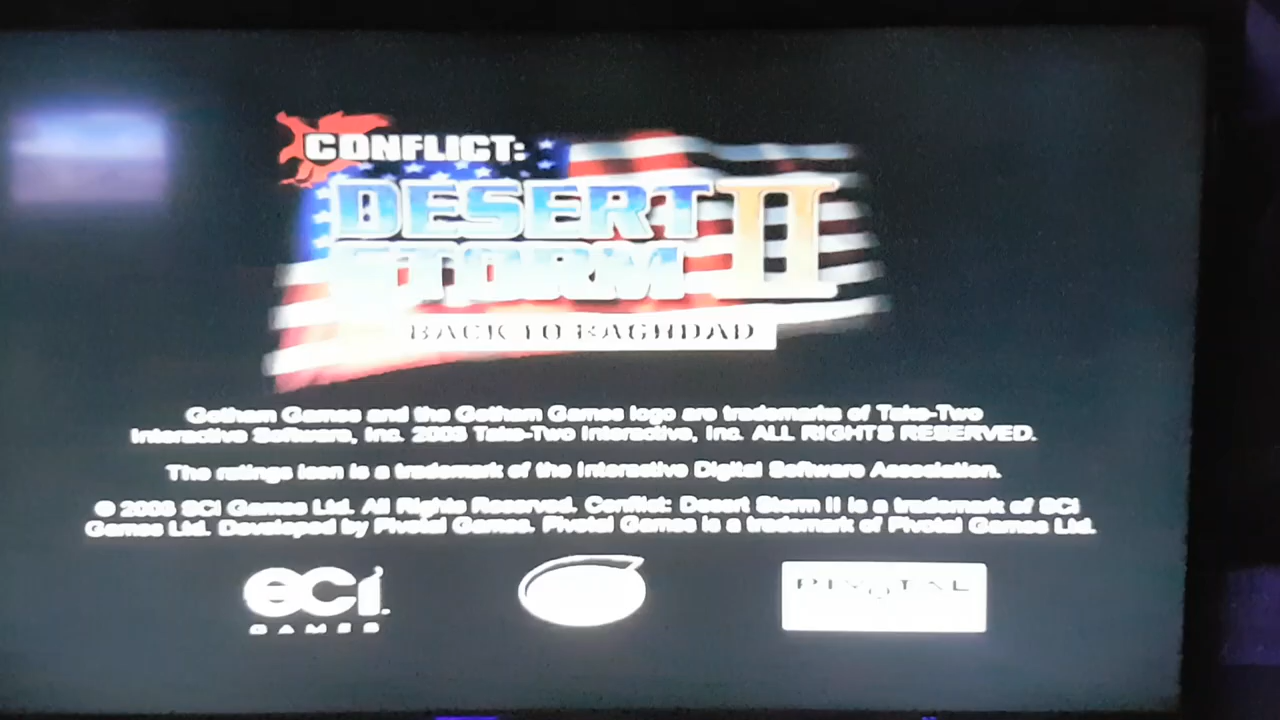 CONFLICT:
DESERT II
STORM
BACK TO BAGHDAD
Gotham Games and the Gotham Games logo are trademarks of Take-Two
Interactive Software, Inc. 2003 Take-Two Interactive, Inc. ALL RIGHTS RESERVED.
The ratings icon is a trademark of the Interactive Digital Software Association.
© 2003 SCi Games Ltd. All Rights Reserved. Conflict: Desert Storm II is a trademark of SCi
Games Ltd. Developed by Pivotal Games. Pivotal Games is a trademark of Pivotal Games Ltd.
SCi
GAMES
PIVOTAL